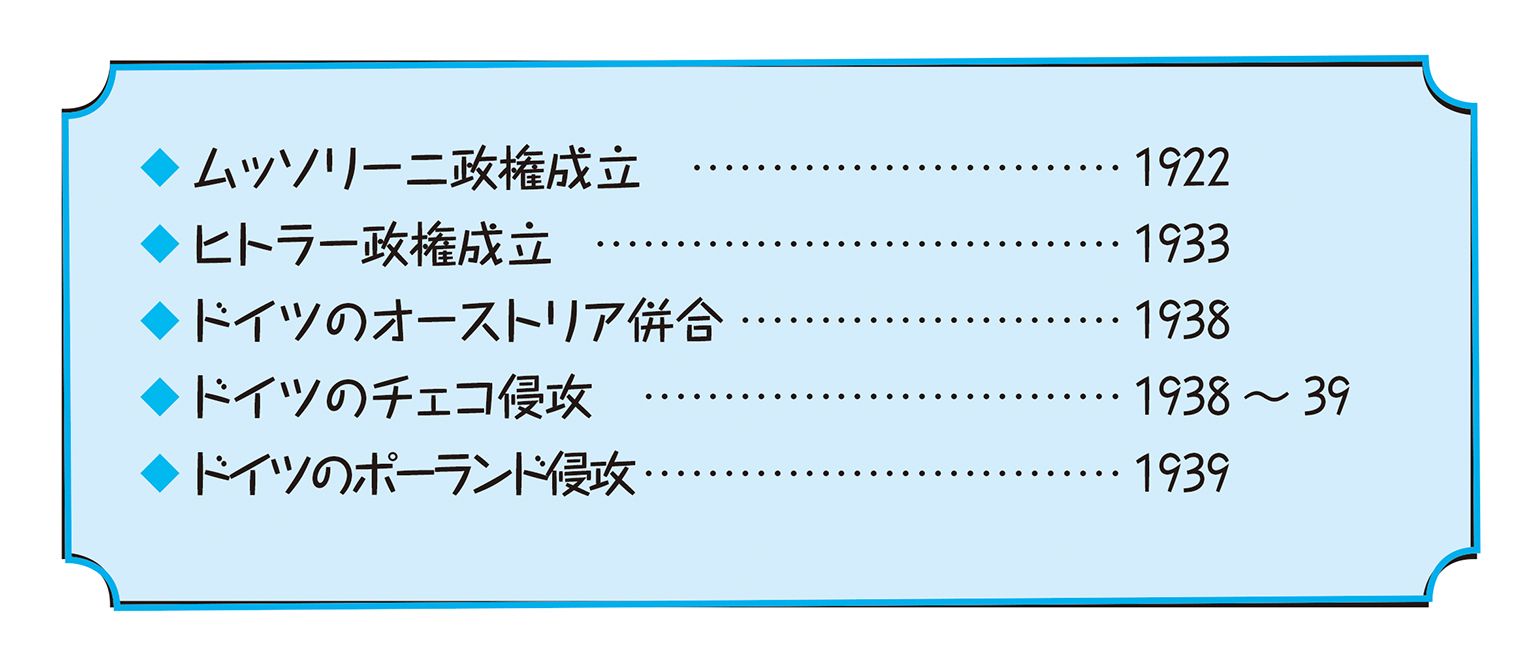 ◆ ムッソリーニ政権成立 ………………………… 1922
◆ ヒトラー政権成立 ……………………………… 1933
◆ ドイツのオーストリア併合 ……………………… 1938
◆ ドイツのチェコ侵攻 …………………………… 1938 〜 39
◆ ドイツのポーランド侵攻 …………………………… 1939